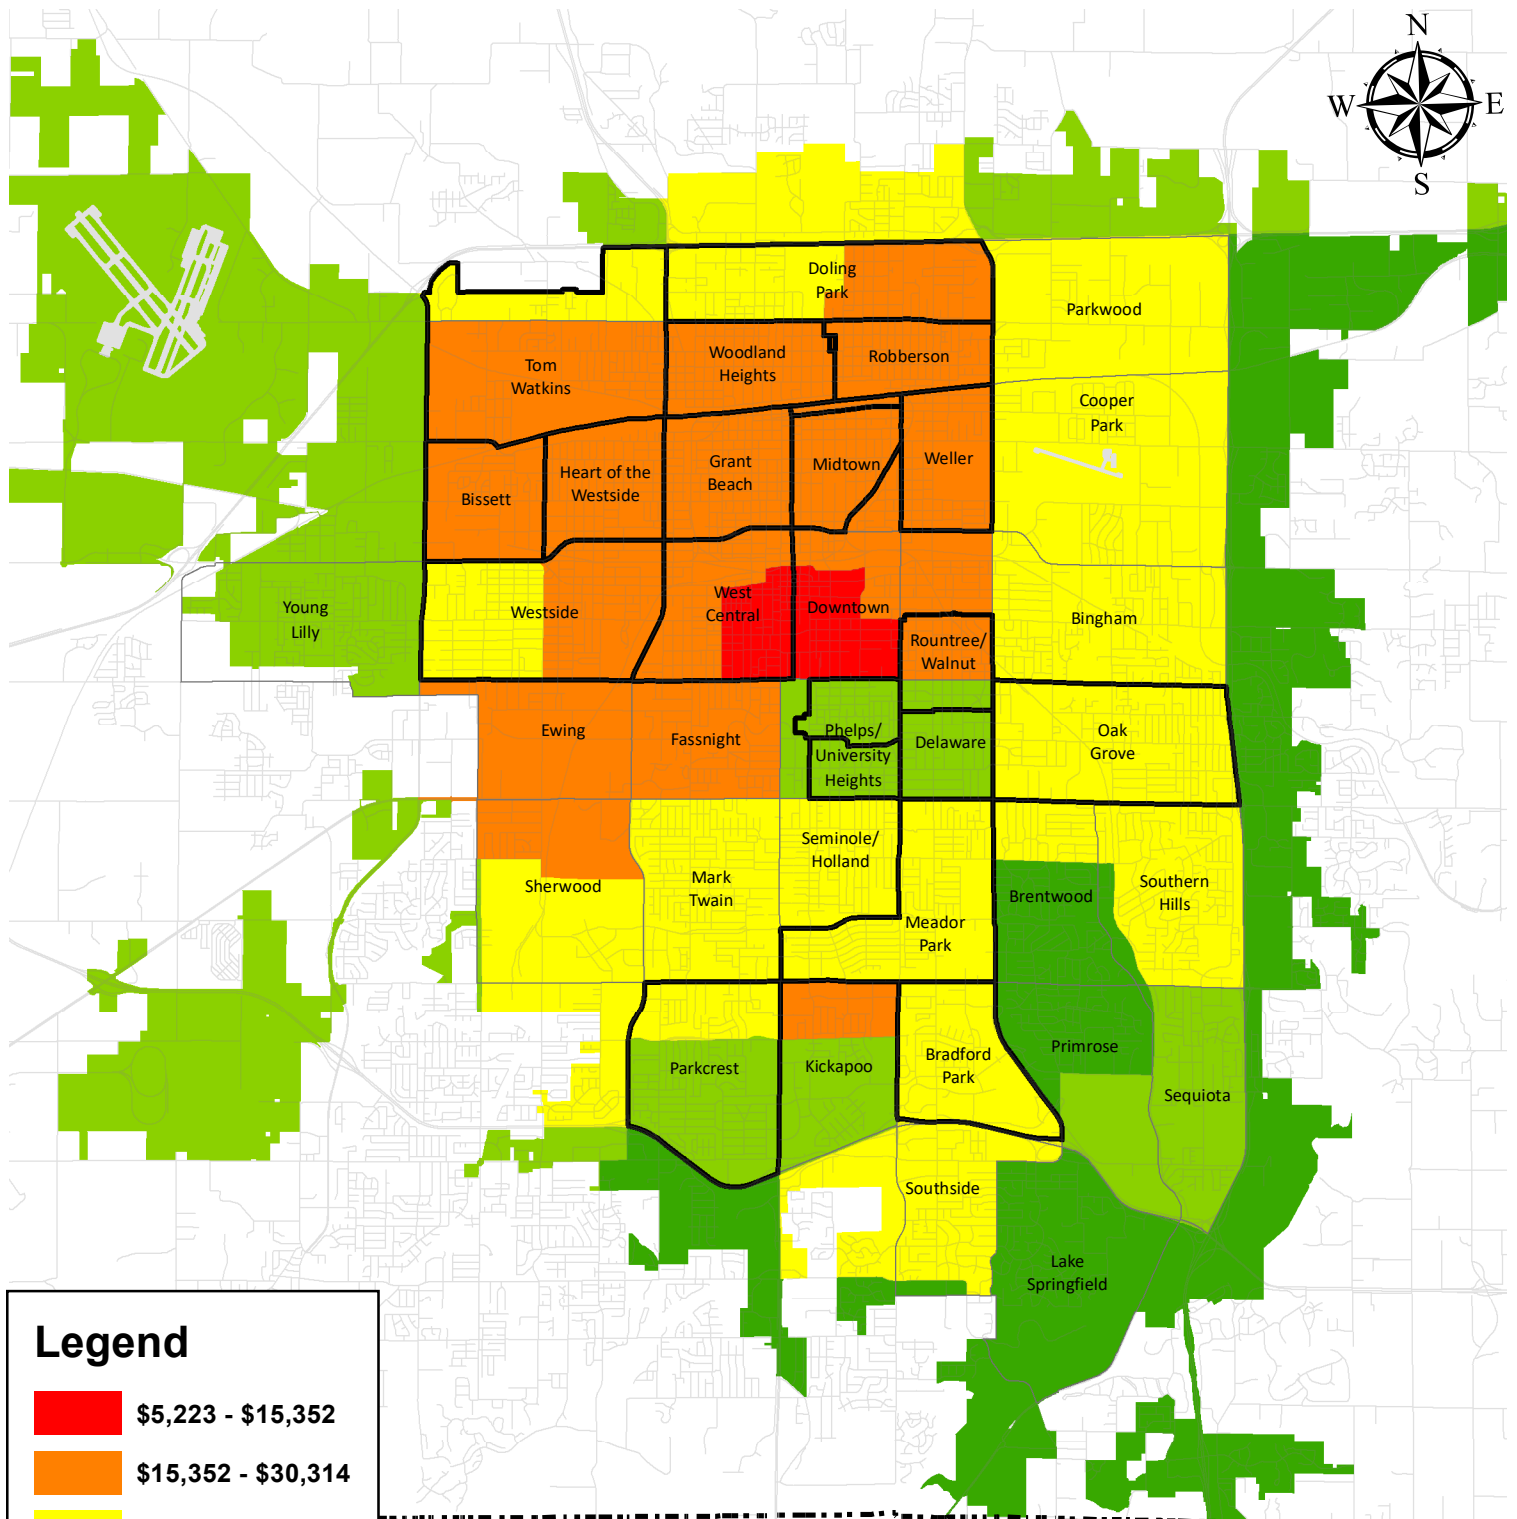 N
W
E
S
Doling
Park
Parkwood
Tom
Watkins
Woodland
Heights
Robberson
Cooper
Park
Bissett
Heart of the
Westside
Grant
Beach
Midtown
Weller
Young
Lilly
Westside
West
Central
Downtown
Rountree/
Walnut
Bingham
Ewing
Fassnight
Phelps/
University
Heights
Delaware
Oak
Grove
Sherwood
Mark
Twain
Seminole/
Holland
Meador
Park
Brentwood
Southern
Hills
Parkcrest
Kickapoo
Bradford
Park
Primrose
Sequiota
Southside
Lake
Springfield
Legend
$5,223 - $15,352
$15,352 - $30,314